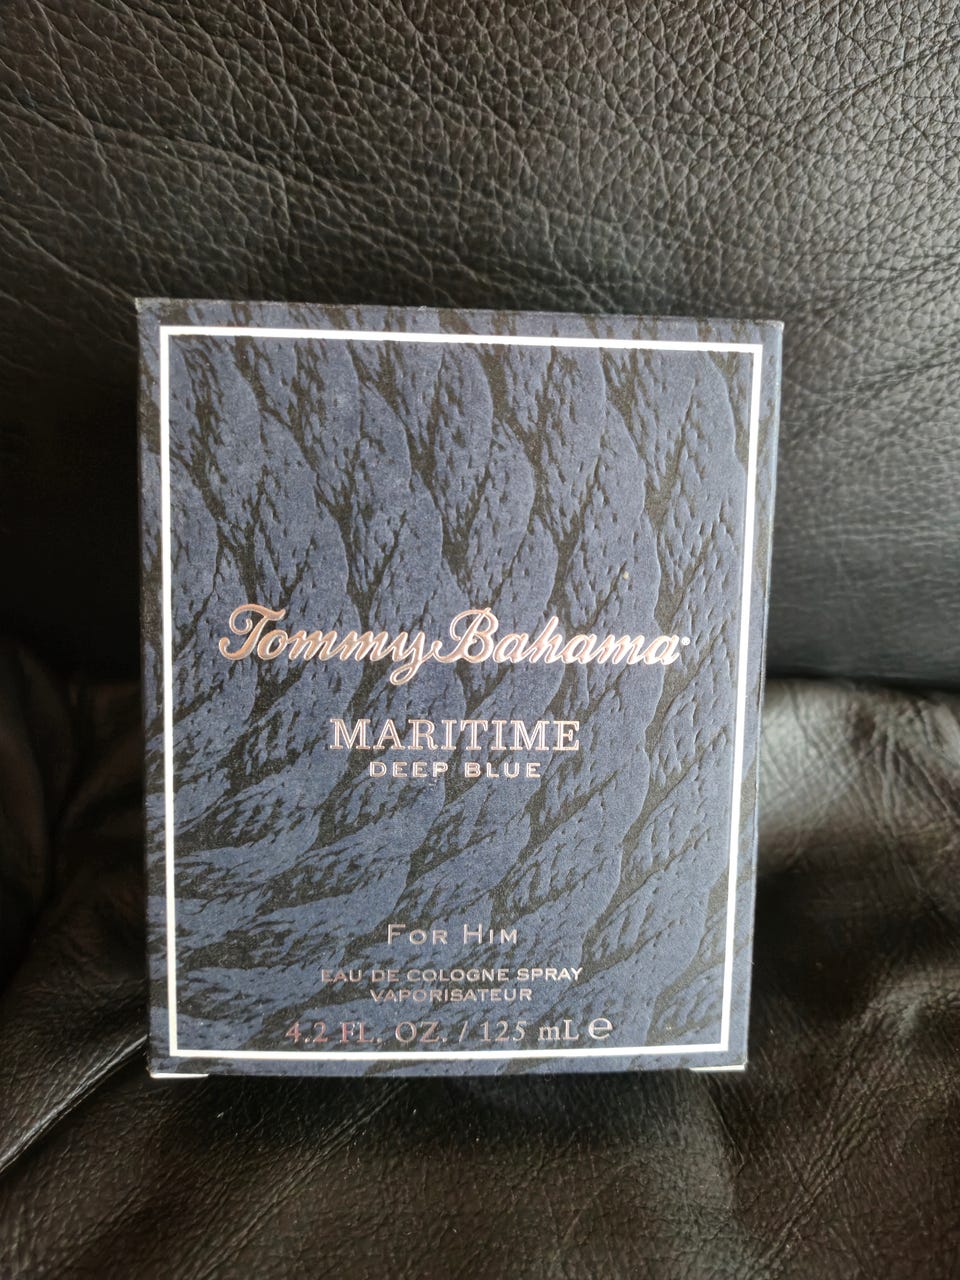 Tommy Bahama
MARITIME
DEEP BLUE
FOR HIM
EAU DE COLOGNE SPRAY
VAPORISATEUR
4.2 FL. OZ. / 125 mL ℮